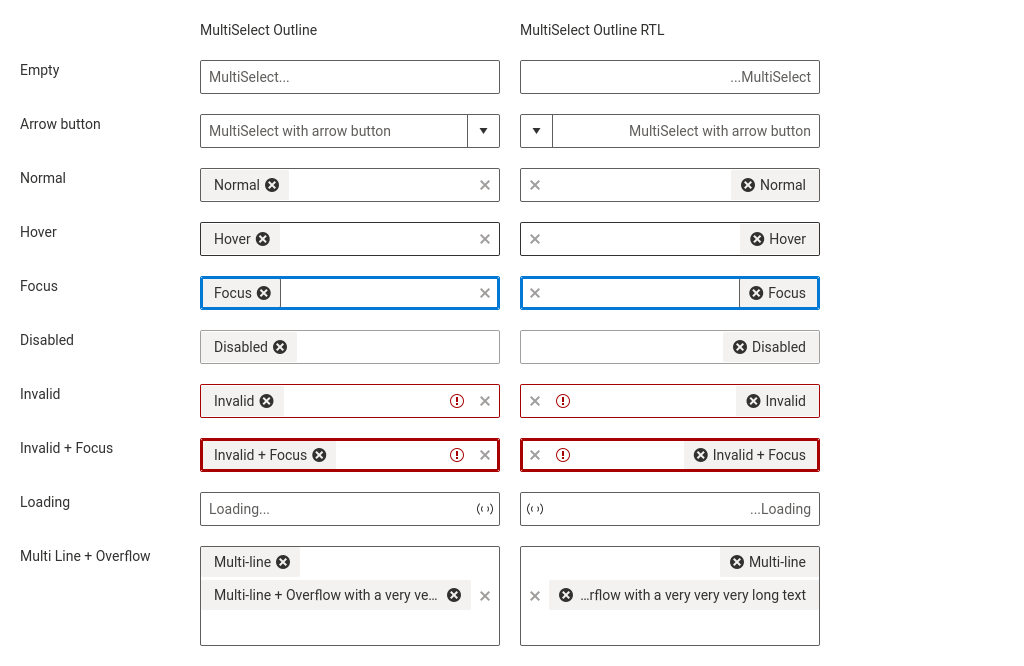 MultiSelect Outline MultiSelect Outline RTL
Empty MultiSelect... ...MultiSelect
Arrow button MultiSelect with arrow button MultiSelect with arrow button
Normal Normal Normal
Hover Hover Hover
Focus Focus Focus
Disabled Disabled Disabled
Invalid Invalid Invalid
Invalid + Focus Invalid + Focus Invalid + Focus
Loading Loading... ...Loading
Multi Line + Overflow Multi-line Multi-line
Multi-line + Overflow with a very ve... ...rflow with a very very very long text